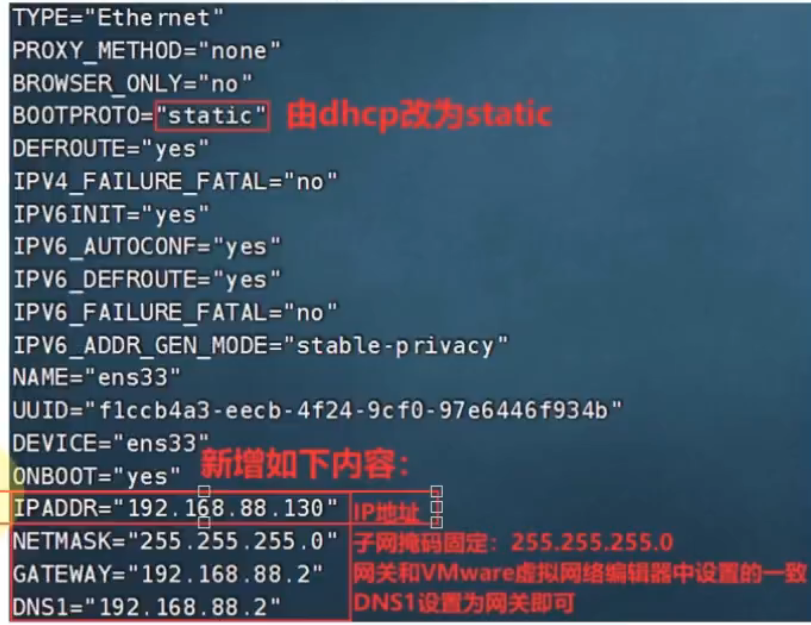 TYPE="Ethernet"
PROXY_METHOD="none"
BROWSER_ONLY="no"
BOOTPROTO="static" 由dhcp改为static
DEFROUTE="yes"
IPV4_FAILURE_FATAL="no"
IPV6INIT="yes"
IPV6_AUTOCONF="yes"
IPV6_DEFROUTE="yes"
IPV6_FAILURE_FATAL="no"
IPV6_ADDR_GEN_MODE="stable-privacy"
NAME="ens33"
UUID="f1ccb4a3-eecb-4f24-9cf0-97e6446f934b"
DEVICE="ens33"
ONBOOT="yes" 新增如下内容：
IPADDR="192.168.88.130" IP地址
NETMASK="255.255.255.0" 子网掩码固定：255.255.255.0
GATEWAY="192.168.88.2" 网关和VMware虚拟网络编辑器中设置的一致
DNS1="192.168.88.2" DNS1设置为网关即可